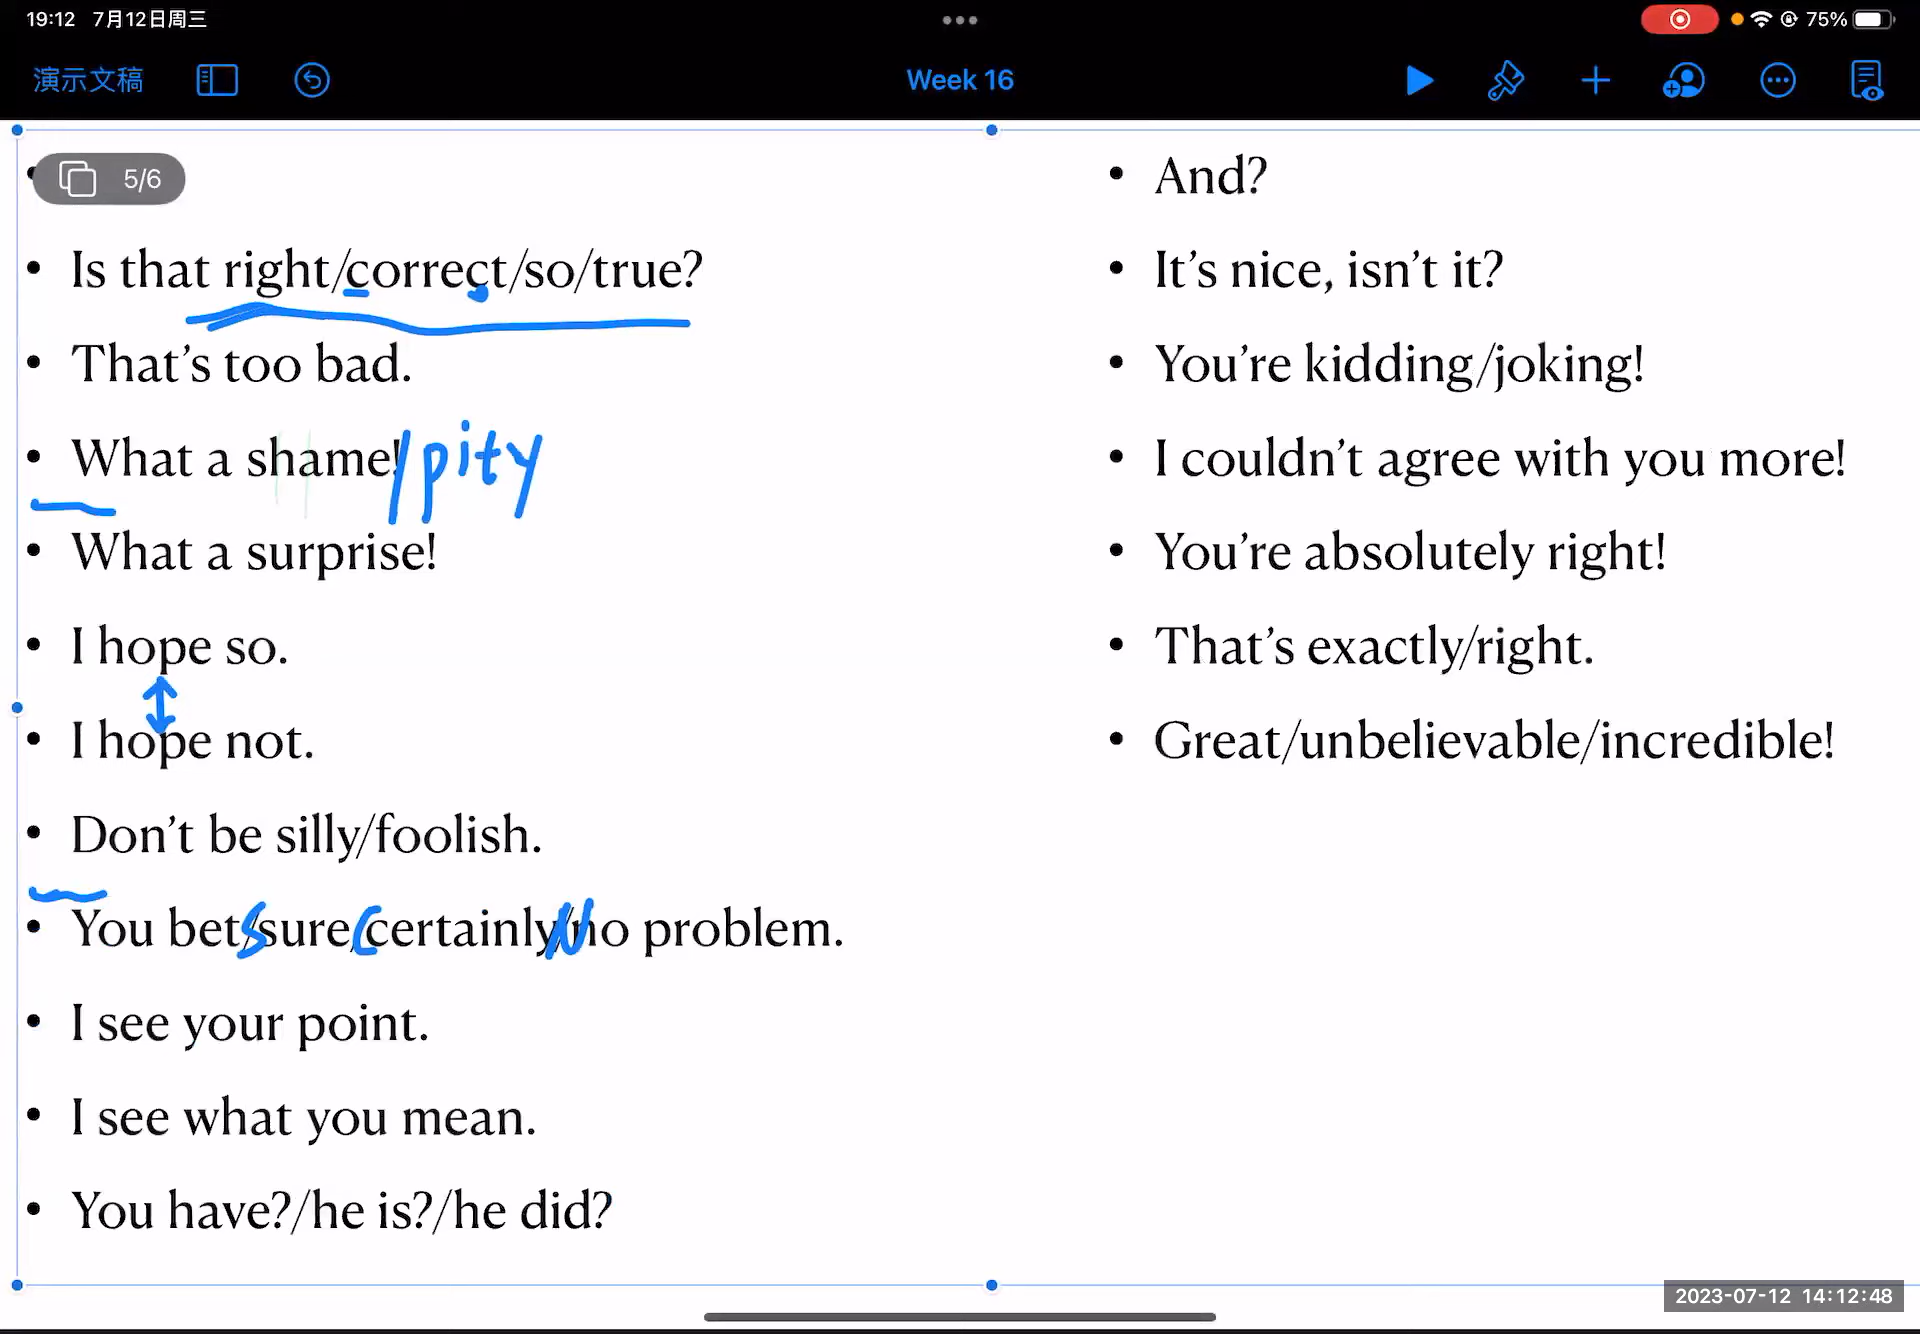 19:12 7月12日周三
75%
演示文稿
Week 16
5/6
• Is that right/correct/so/true?
• That's too bad.
• What a shame!/pity
• What a surprise!
• I hope so.
• I hope not.
• Don't be silly/foolish.
• You bet/sure/certainly/no problem.
S C N
• I see your point.
• I see what you mean.
• You have?/he is?/he did?
• And?
• It's nice, isn't it?
• You're kidding/joking!
• I couldn't agree with you more!
• You're absolutely right!
• That's exactly/right.
• Great/unbelievable/incredible!
2023-07-12 14:12:48